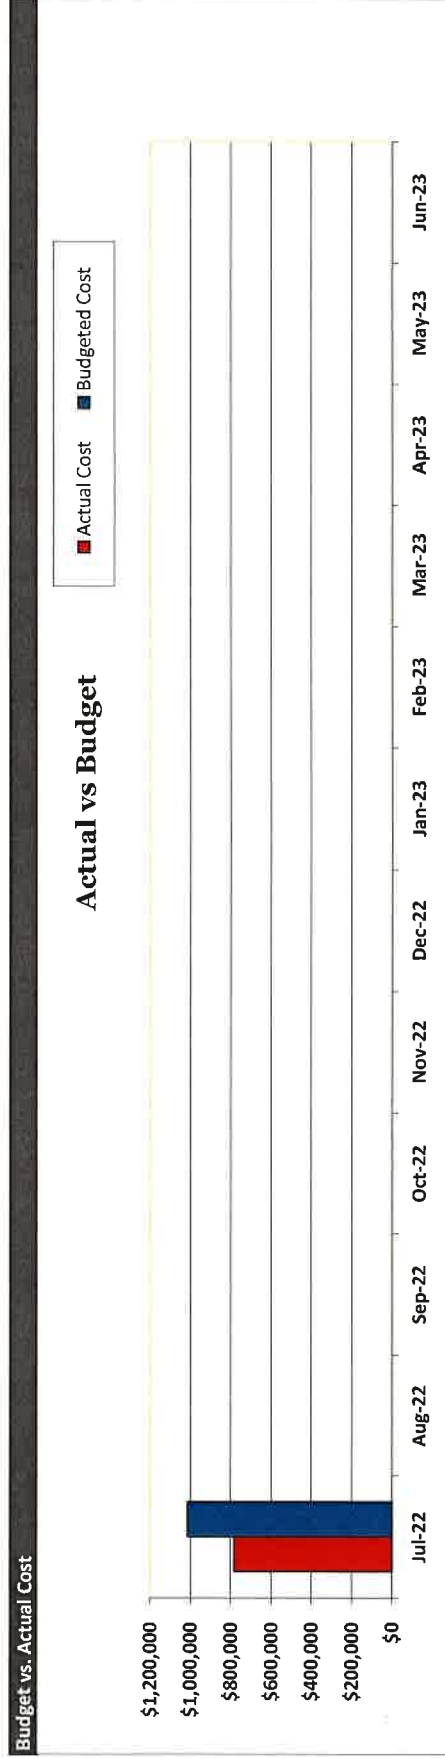 Budget vs. Actual Cost
Actual vs Budget
Actual Cost
Budgeted Cost
$1,200,000
$1,000,000
$800,000
$600,000
$400,000
$200,000
$0
Jul-22
Aug-22
Sep-22
Oct-22
Nov-22
Dec-22
Jan-23
Feb-23
Mar-23
Apr-23
May-23
Jun-23